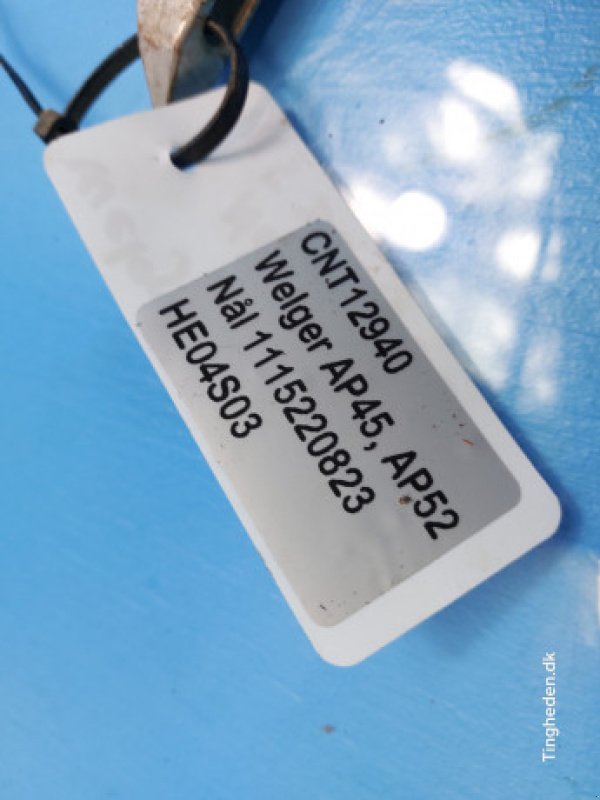 CNT12940
Welger AP45, AP52
Nål 1115220823
HE04S03
Tingheden.dk